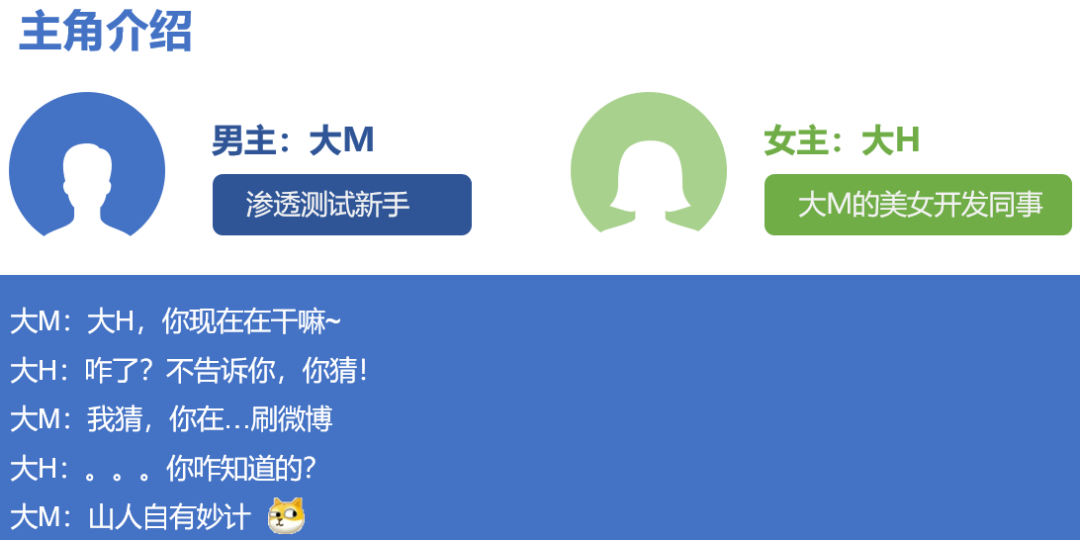 主角介绍
男主：大M
渗透测试新手
女主：大H
大M的美女开发同事
大M：大H，你现在在干嘛~
大H：咋了？不告诉你，你猜！
大M：我猜，你在…刷微博
大H：。。。你咋知道的？
大M：山人自有妙计